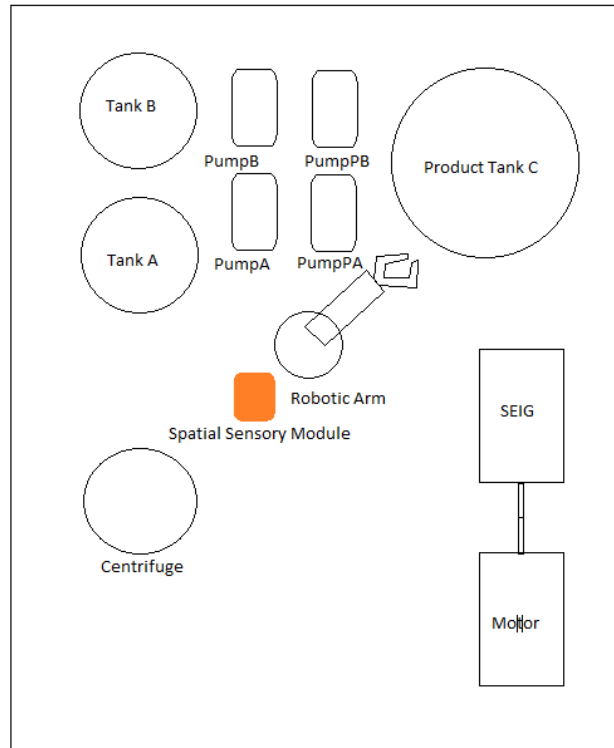 Tank B
PumpB
PumpPB
Product Tank C
Tank A
PumpA
PumpPA
Robotic Arm
SEIG
Spatial Sensory Module
Centrifuge
Motor